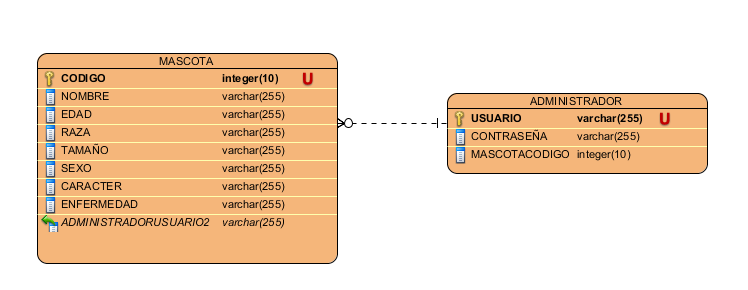 MASCOTA
CODIGO integer(10) U
NOMBRE varchar(255)
EDAD varchar(255)
RAZA varchar(255)
TAMAÑO varchar(255)
SEXO varchar(255)
CARACTER varchar(255)
ENFERMEDAD varchar(255)
ADMINISTRADORUSUARIO2 varchar(255)
ADMINISTRADOR
USUARIO varchar(255) U
CONTRASEÑA varchar(255)
MASCOTACODIGO integer(10)